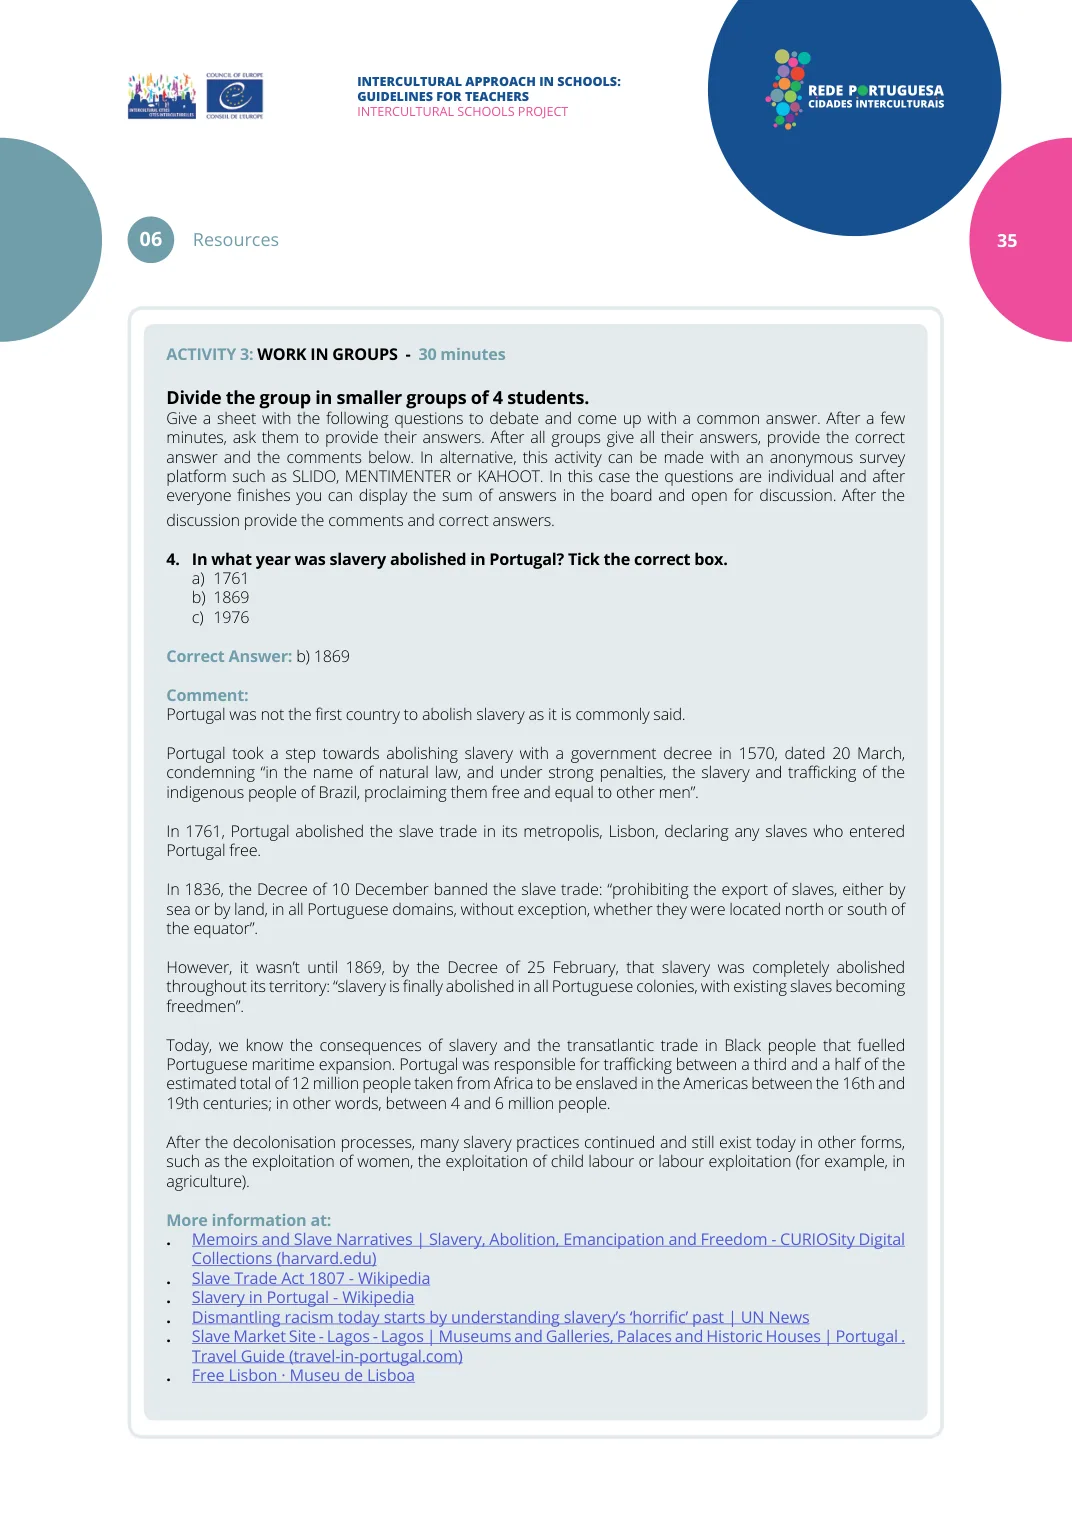 COUNCIL OF EUROPE
INTERCULTURAL CITIES
CITÉS INTERCULTURELLES
CONSEIL DE L'EUROPE
INTERCULTURAL APPROACH IN SCHOOLS:
GUIDELINES FOR TEACHERS
INTERCULTURAL SCHOOLS PROJECT
REDE PORTUGUESA
CIDADES INTERCULTURAIS
06 Resources
35
ACTIVITY 3: WORK IN GROUPS - 30 minutes
Divide the group in smaller groups of 4 students.
Give a sheet with the following questions to debate and come up with a common answer. After a few
minutes, ask them to provide their answers. After all groups give all their answers, provide the correct
answer and the comments below. In alternative, this activity can be made with an anonymous survey
platform such as SLIDO, MENTIMENTER or KAHOOT. In this case the questions are individual and after
everyone finishes you can display the sum of answers in the board and open for discussion. After the
discussion provide the comments and correct answers.
4. In what year was slavery abolished in Portugal? Tick the correct box.
a) 1761
b) 1869
c) 1976
Correct Answer: b) 1869
Comment:
Portugal was not the first country to abolish slavery as it is commonly said.
Portugal took a step towards abolishing slavery with a government decree in 1570, dated 20 March,
condemning “in the name of natural law, and under strong penalties, the slavery and trafficking of the
indigenous people of Brazil, proclaiming them free and equal to other men”.
In 1761, Portugal abolished the slave trade in its metropolis, Lisbon, declaring any slaves who entered
Portugal free.
In 1836, the Decree of 10 December banned the slave trade: “prohibiting the export of slaves, either by
sea or by land, in all Portuguese domains, without exception, whether they were located north or south of
the equator”.
However, it wasn’t until 1869, by the Decree of 25 February, that slavery was completely abolished
throughout its territory: “slavery is finally abolished in all Portuguese colonies, with existing slaves becoming
freedmen”.
Today, we know the consequences of slavery and the transatlantic trade in Black people that fuelled
Portuguese maritime expansion. Portugal was responsible for trafficking between a third and a half of the
estimated total of 12 million people taken from Africa to be enslaved in the Americas between the 16th and
19th centuries; in other words, between 4 and 6 million people.
After the decolonisation processes, many slavery practices continued and still exist today in other forms,
such as the exploitation of women, the exploitation of child labour or labour exploitation (for example, in
agriculture).
More information at:
. Memoirs and Slave Narratives | Slavery, Abolition, Emancipation and Freedom - CURIOSity Digital
Collections (harvard.edu)
. Slave Trade Act 1807 - Wikipedia
. Slavery in Portugal - Wikipedia
. Dismantling racism today starts by understanding slavery’s ‘horrific’ past | UN News
. Slave Market Site - Lagos - Lagos | Museums and Galleries, Palaces and Historic Houses | Portugal .
Travel Guide (travel-in-portugal.com)
. Free Lisbon · Museu de Lisboa